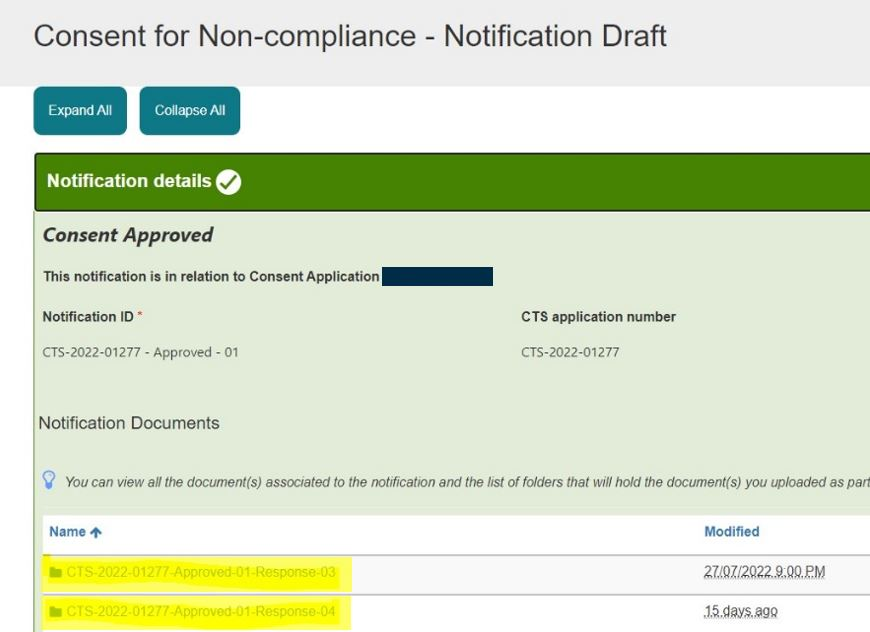 Consent for Non-compliance - Notification Draft
Expand All
Collapse All
Notification details
Consent Approved
This notification is in relation to Consent Application
Notification ID *
CTS application number
CTS-2022-01277 - Approved - 01
CTS-2022-01277
Notification Documents
You can view all the document(s) associated to the notification and the list of folders that will hold the document(s) you uploaded as part
Name
Modified
CTS-2022-01277-Approved-01-Response-03
27/07/2022 9:00 PM
CTS-2022-01277-Approved-01-Response-04
15 days ago